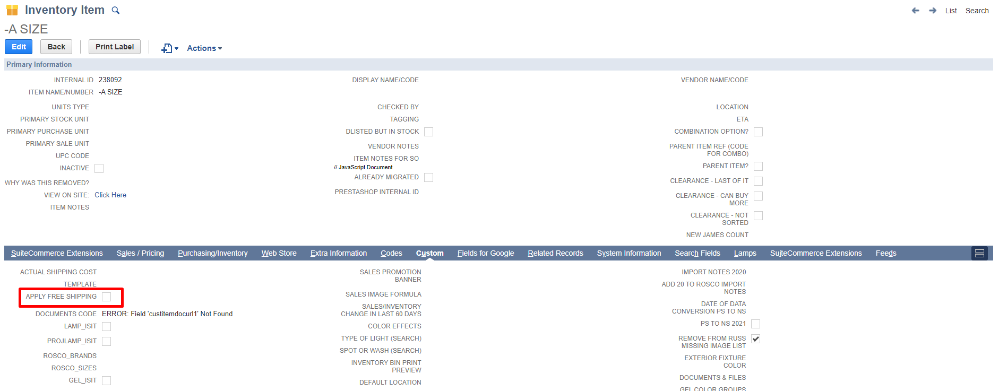 Inventory Item
List Search
-A SIZE
Edit Back Print Label Actions
Primary Information
INTERNAL ID 238092
ITEM NAME/NUMBER -A SIZE
UNITS TYPE
PRIMARY STOCK UNIT
PRIMARY PURCHASE UNIT
PRIMARY SALE UNIT
UPC CODE
INACTIVE
WHY WAS THIS REMOVED?
VIEW ON SITE: Click Here
ITEM NOTES
DISPLAY NAME/CODE
CHECKED BY
TAGGING
DLISTED BUT IN STOCK
VENDOR NOTES
ITEM NOTES FOR SO
// JavaScript Document
ALREADY MIGRATED
PRESTASHOP INTERNAL ID
VENDOR NAME/CODE
LOCATION
ETA
COMBINATION OPTION?
PARENT ITEM REF (CODE
FOR COMBO)
PARENT ITEM?
CLEARANCE - LAST OF IT
CLEARANCE - CAN BUY
MORE
CLEARANCE - NOT
SORTED
NEW JAMES COUNT
SuiteCommerce Extensions Sales / Pricing Purchasing/Inventory Web Store Extra Information Codes Custom Fields for Google Related Records System Information Search Fields Lamps SuiteCommerce Extensions Feeds
ACTUAL SHIPPING COST
TEMPLATE
APPLY FREE SHIPPING
DOCUMENTS CODE ERROR: Field 'custitemdocurl1' Not Found
LAMP_ISIT
PROJLAMP_ISIT
ROSCO_BRANDS
ROSCO_SIZES
GEL_ISIT
SALES PROMOTION
BANNER
SALES IMAGE FORMULA
SALES/INVENTORY
CHANGE IN LAST 60 DAYS
COLOR EFFECTS
TYPE OF LIGHT (SEARCH)
SPOT OR WASH (SEARCH)
INVENTORY BIN PRINT
PREVIEW
DEFAULT LOCATION
IMPORT NOTES 2020
ADD 20 TO ROSCO IMPORT
NOTES
DATE OF DATA
CONVERSION PS TO NS
PS TO NS 2021
REMOVE FROM RUSS
MISSING IMAGE LIST
EXTERIOR FIXTURE
COLOR
DOCUMENTS & FILES
GEL COLOR GROUPS